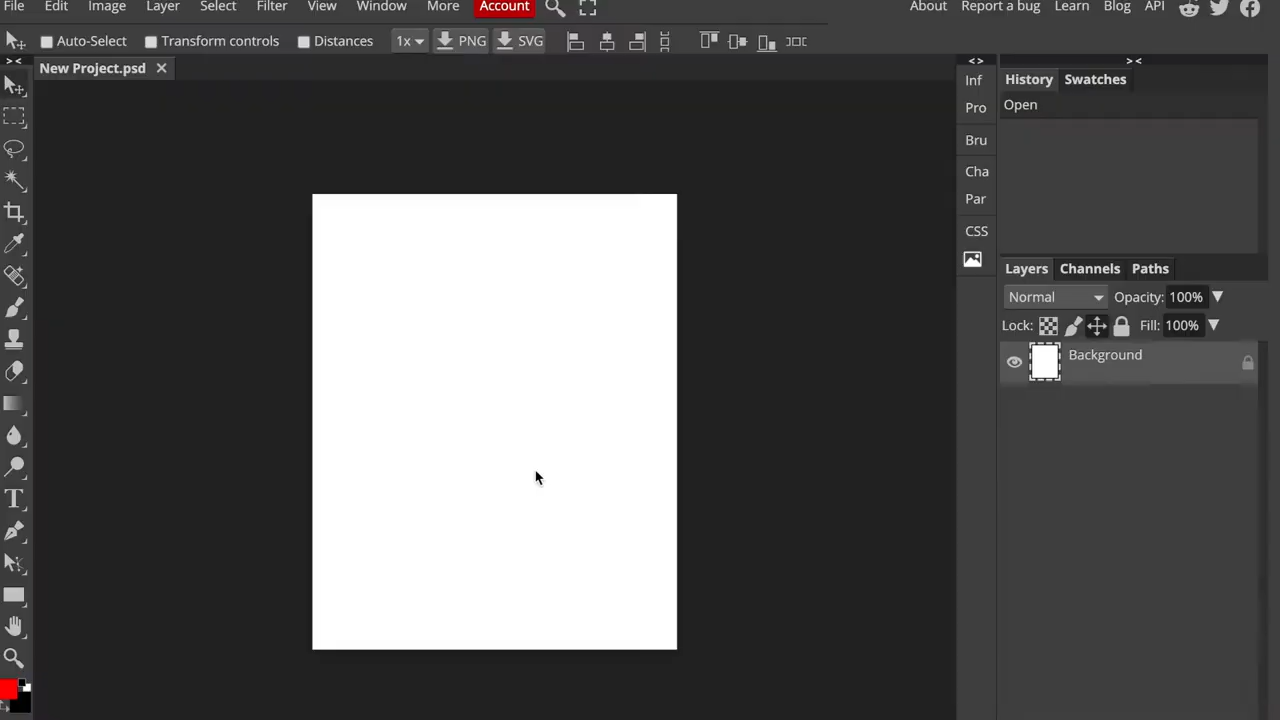 File Edit Image Layer Select Filter View Window More Account About Report a bug Learn Blog API
Auto-Select Transform controls Distances 1x PNG SVG
New Project.psd
Inf
Pro
Bru
Cha
Par
CSS
History Swatches
Open
Layers Channels Paths
Normal Opacity: 100%
Lock: Fill: 100%
Background